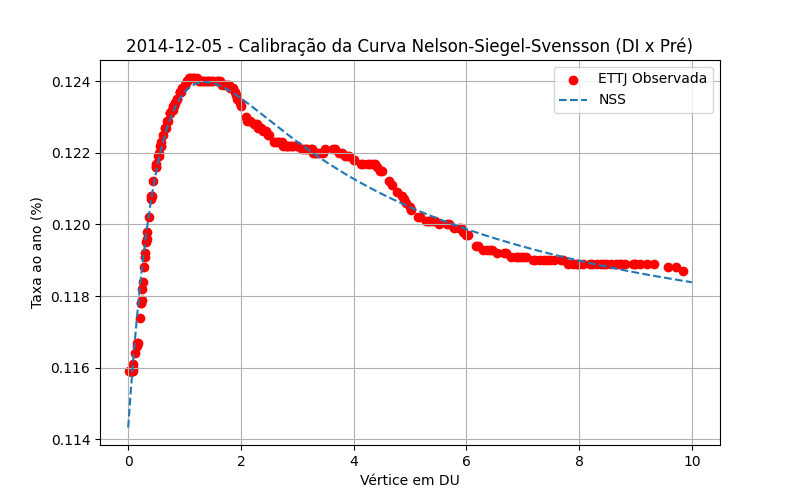 2014-12-05 - Calibração da Curva Nelson-Siegel-Svensson (DI x Pré)
ETTJ Observada
NSS
Taxa ao ano (%)
0.124
0.122
0.120
0.118
0.116
0.114
0 2 4 6 8 10
Vértice em DU